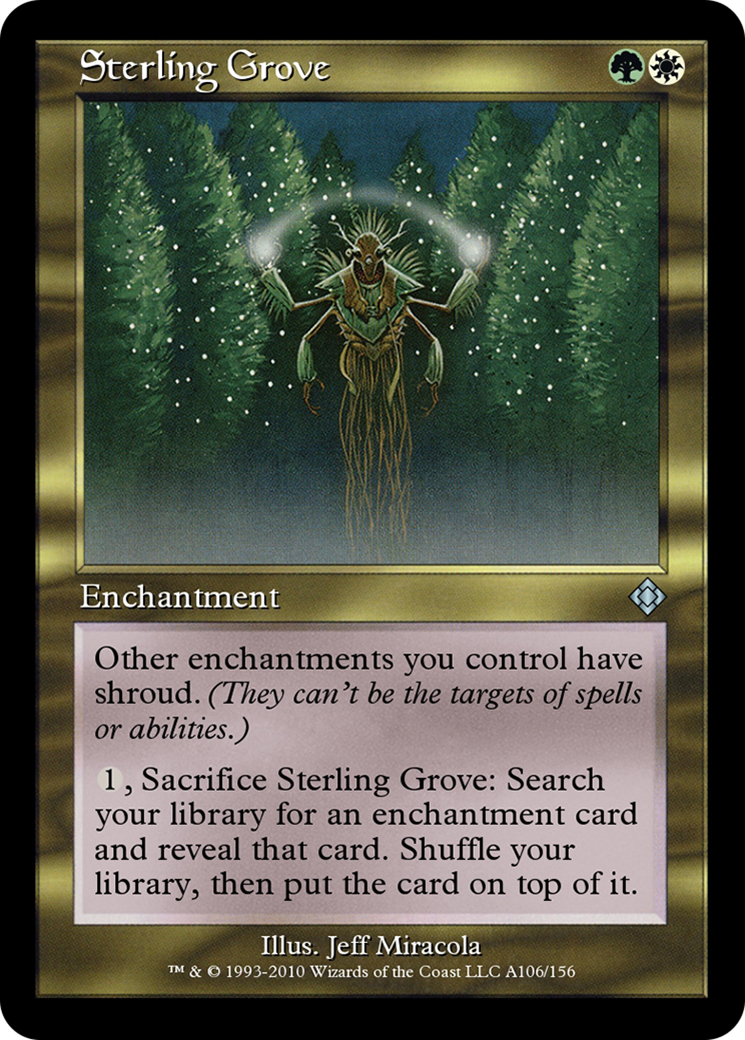 Sterling Grove
Enchantment
Other enchantments you control have
shroud. (They can't be the targets of spells
or abilities.)
1, Sacrifice Sterling Grove: Search
your library for an enchantment card
and reveal that card. Shuffle your
library, then put the card on top of it.
Illus. Jeff Miracola
™ & © 1993-2010 Wizards of the Coast LLC A106/156